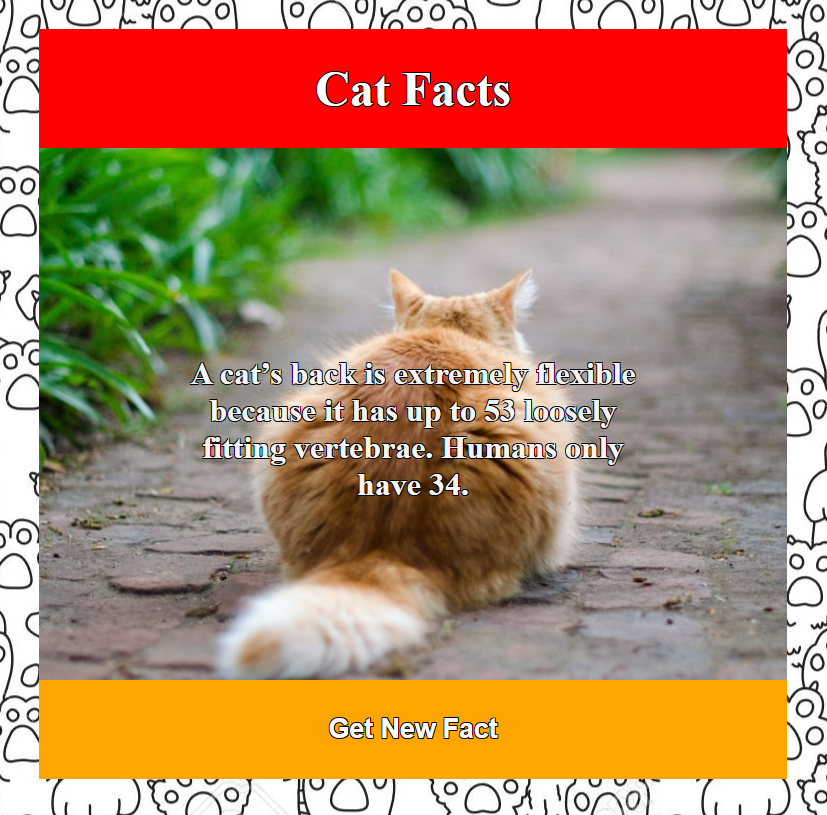 Cat Facts
A cat’s back is extremely flexible
because it has up to 53 loosely
fitting vertebrae. Humans only
have 34.
Get New Fact